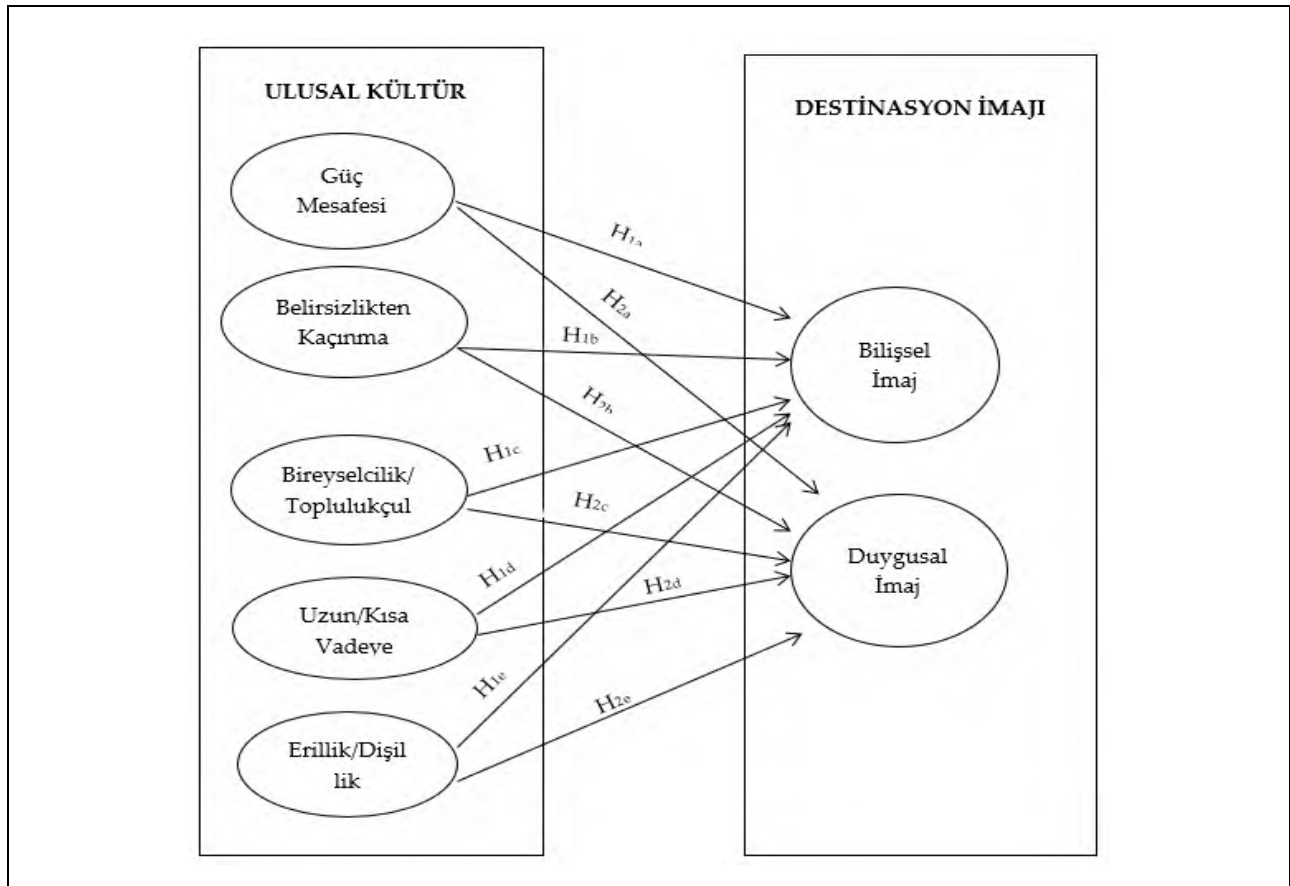 ULUSAL KÜLTÜR
Güç
Mesafesi
Belirsizlikten
Kaçınma
Bireyselcilik/
Toplulukçul
Uzun/Kısa
Vadeye
Erillik/Dişil
lik
H1a
H2a
H1b
H2b
H1c
H2c
H1d
H2d
H1e
H2e
DESTİNASYON İMAJI
Bilişsel
İmaj
Duygusal
İmaj